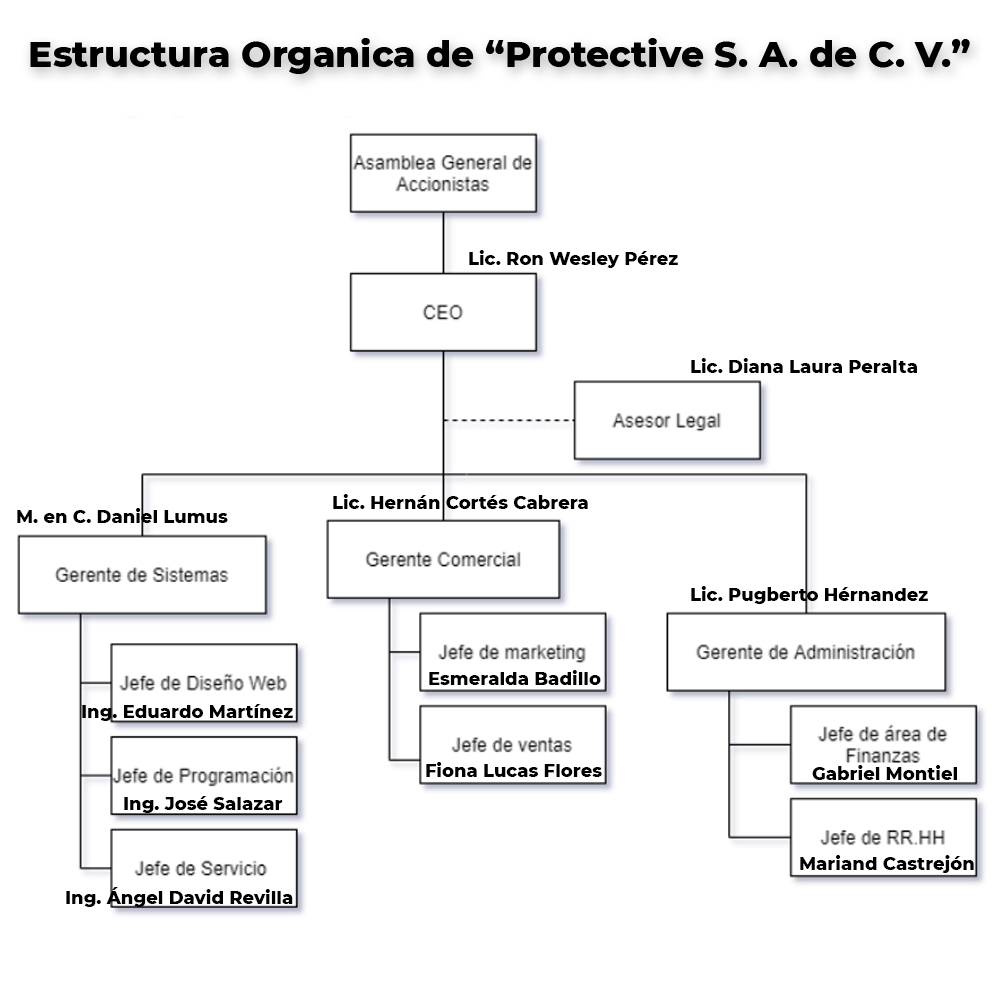 Estructura Organica de “Protective S. A. de C. V.”
Asamblea General de
Accionistas
Lic. Ron Wesley Pérez
CEO
Lic. Diana Laura Peralta
Asesor Legal
M. en C. Daniel Lumus
Gerente de Sistemas
Jefe de Diseño Web
Ing. Eduardo Martínez
Jefe de Programación
Ing. José Salazar
Jefe de Servicio
Ing. Ángel David Revilla
Lic. Hernán Cortés Cabrera
Gerente Comercial
Jefe de marketing
Esmeralda Badillo
Jefe de ventas
Fiona Lucas Flores
Lic. Pugberto Hérnandez
Gerente de Administración
Jefe de área de
Finanzas
Gabriel Montiel
Jefe de RR.HH
Mariand Castrejón